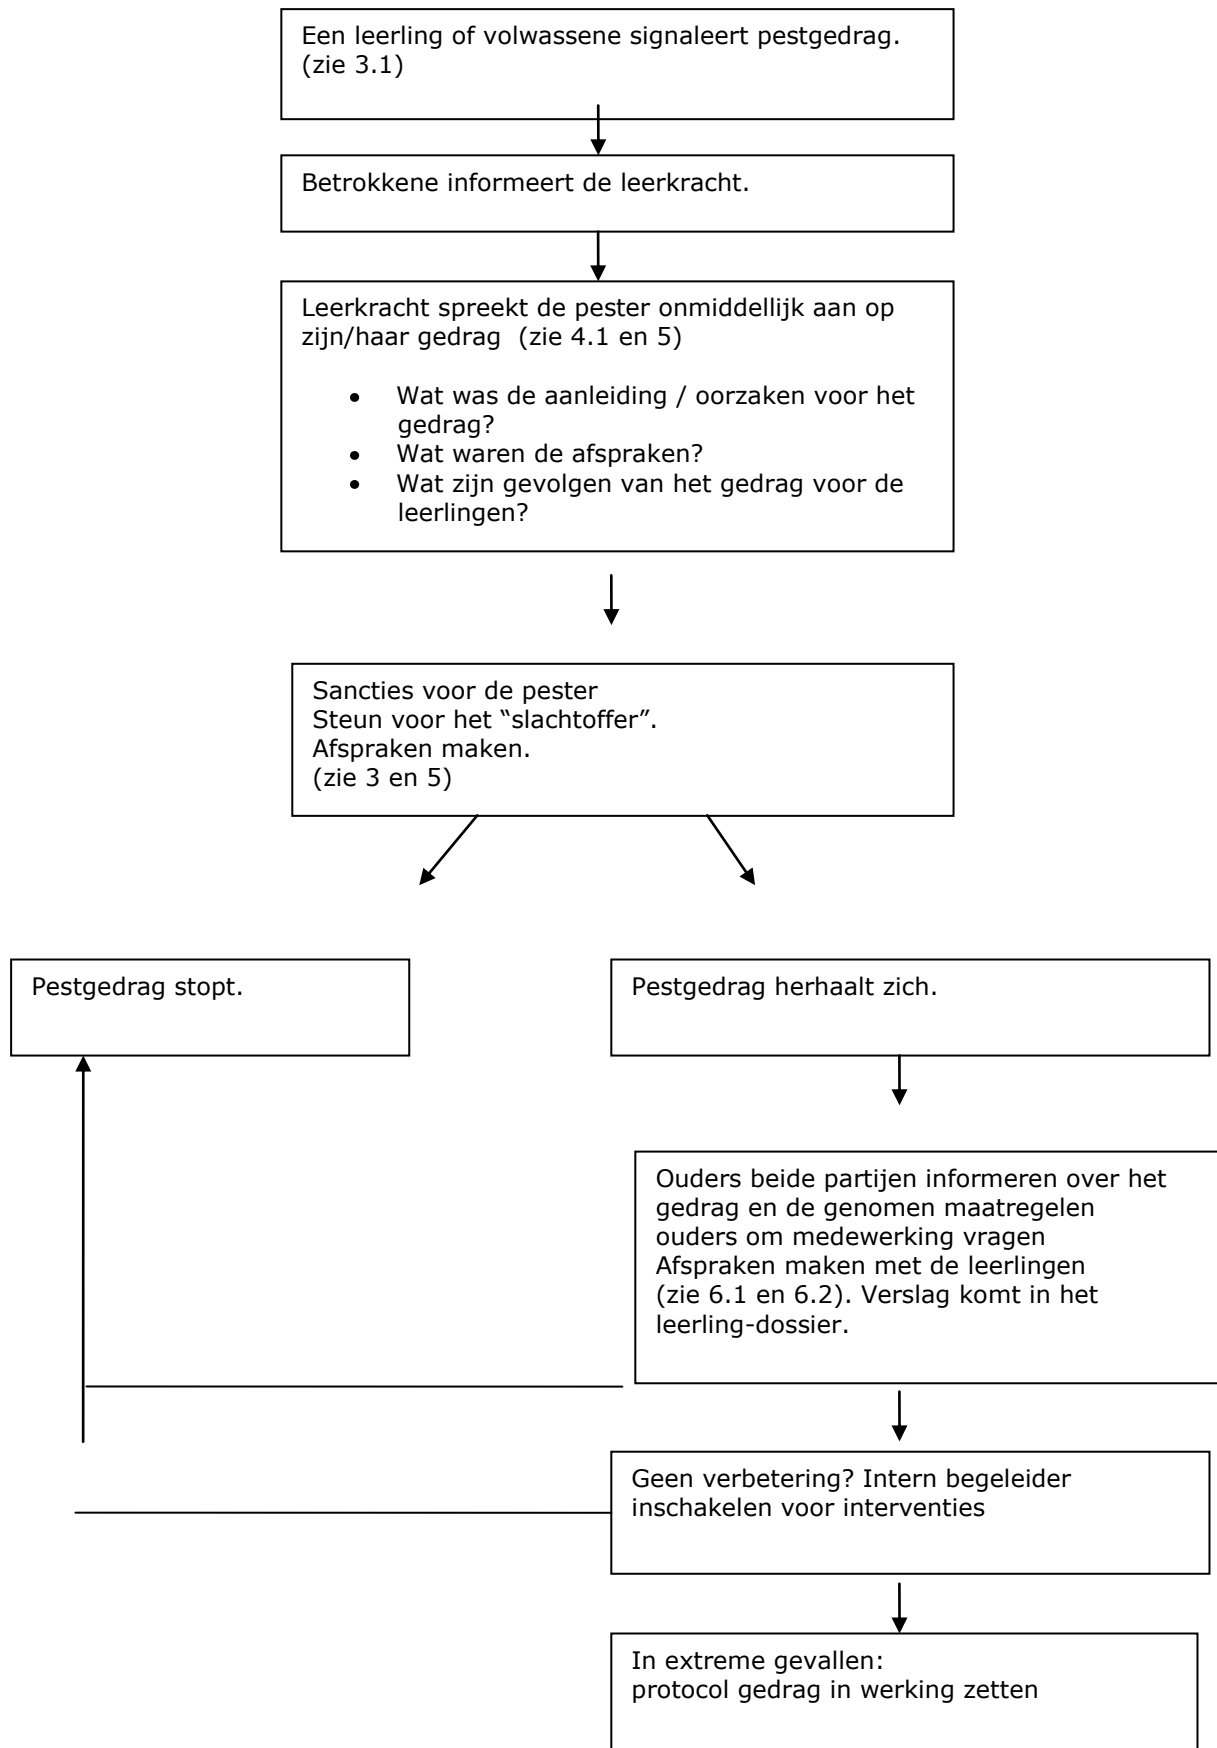 Een leerling of volwassene signaleert pestgedrag.
(zie 3.1)
Betrokkene informeert de leerkracht.
Leerkracht spreekt de pester onmiddellijk aan op
zijn/haar gedrag  (zie 4.1 en 5)
• Wat was de aanleiding / oorzaken voor het
gedrag?
• Wat waren de afspraken?
• Wat zijn gevolgen van het gedrag voor de
leerlingen?
Sancties voor de pester
Steun voor het “slachtoffer”.
Afspraken maken.
(zie 3 en 5)
Pestgedrag stopt.
Pestgedrag herhaalt zich.
Ouders beide partijen informeren over het
gedrag en de genomen maatregelen
ouders om medewerking vragen
Afspraken maken met de leerlingen
(zie 6.1 en 6.2). Verslag komt in het
leerling-dossier.
Geen verbetering? Intern begeleider
inschakelen voor interventies
In extreme gevallen:
protocol gedrag in werking zetten